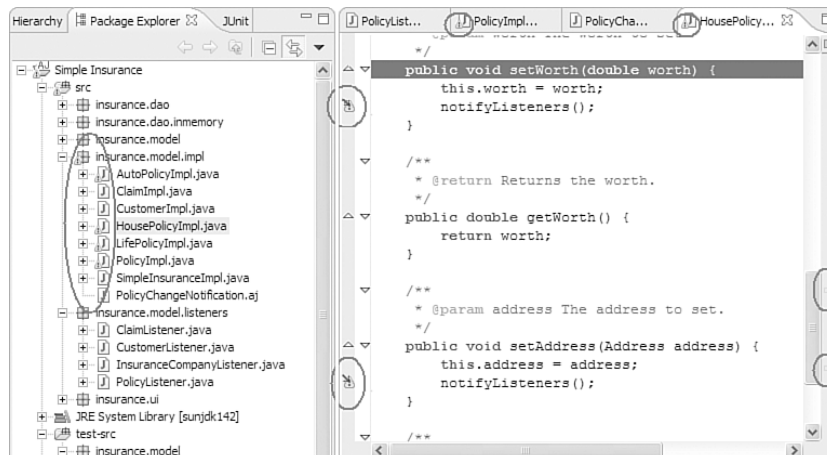 Hierarchy
Package Explorer
JUnit
Simple Insurance
src
insurance.dao
insurance.dao.inmemory
insurance.model
insurance.model.impl
AutoPolicyImpl.java
ClaimImpl.java
CustomerImpl.java
HousePolicyImpl.java
LifePolicyImpl.java
PolicyImpl.java
SimpleInsuranceImpl.java
PolicyChangeNotification.aj
insurance.model.listeners
ClaimListener.java
CustomerListener.java
InsuranceCompanyListener.java
PolicyListener.java
insurance.ui
JRE System Library [sunjdk142]
test-src
insurance.model
PolicyList...
PolicyImpl...
PolicyCha...
HousePolicy...
*/
public void setWorth(double worth) {
this.worth = worth;
notifyListeners();
}
/**
* @return Returns the worth.
*/
public double getWorth() {
return worth;
}
/**
* @param address The address to set.
*/
public void setAddress(Address address) {
this.address = address;
notifyListeners();
}
/**